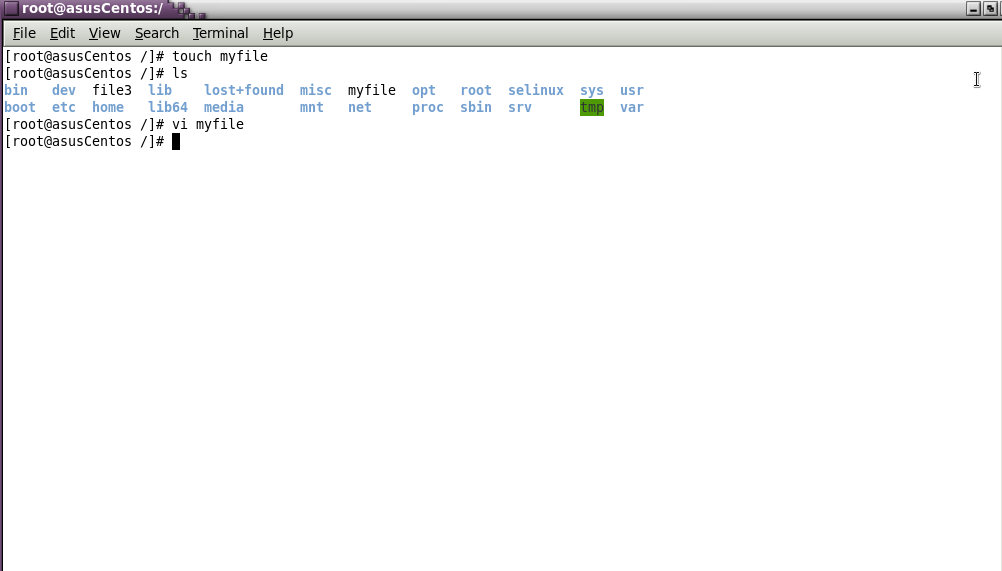 root@asusCentos:/
File Edit View Search Terminal Help
[root@asusCentos /]# touch myfile
[root@asusCentos /]# ls
bin   dev  file3  lib    lost+found  misc  myfile  opt   root  selinux  sys  usr
boot  etc  home   lib64  media       mnt   net     proc  sbin  srv      tmp  var
[root@asusCentos /]# vi myfile
[root@asusCentos /]#